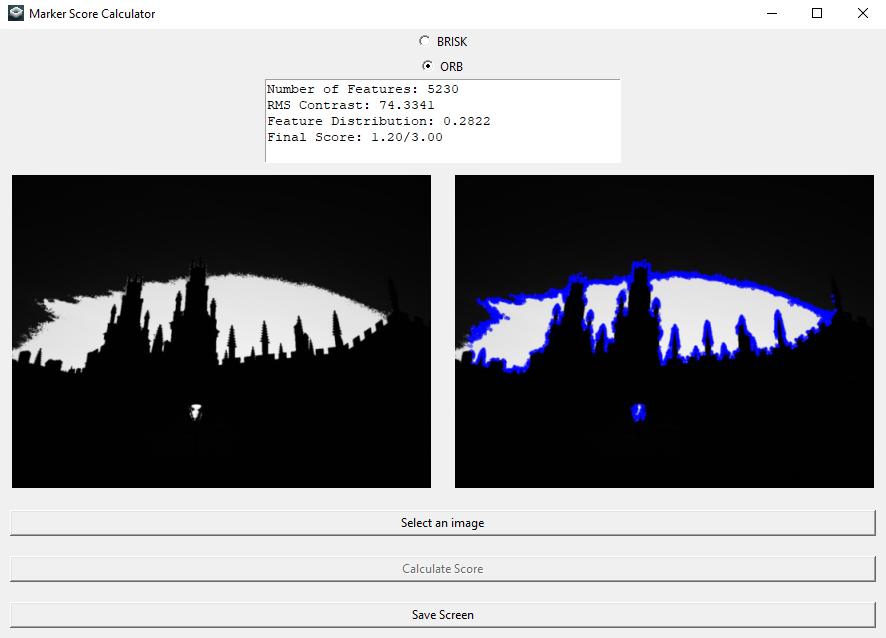 Marker Score Calculator
BRISK
ORB
Number of Features: 5230
RMS Contrast: 74.3341
Feature Distribution: 0.2822
Final Score: 1.20/3.00
Select an image
Calculate Score
Save Screen